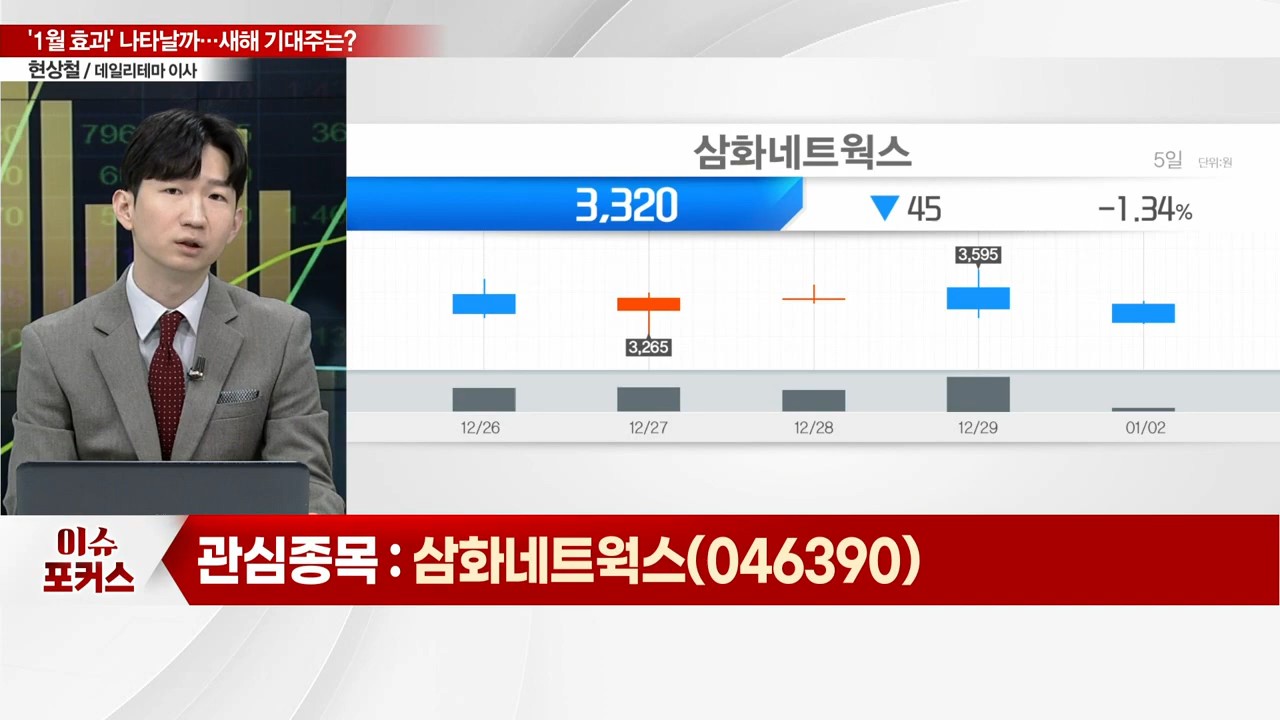 '1월 효과' 나타날까…새해 기대주는?
현상철 / 데일리테마 이사
삼화네트웍스
5일 단위:원
3,320 ▼ 45 -1.34%
3,595
3,265
12/26 12/27 12/28 12/29 01/02
이슈
포커스
관심종목 : 삼화네트웍스(046390)